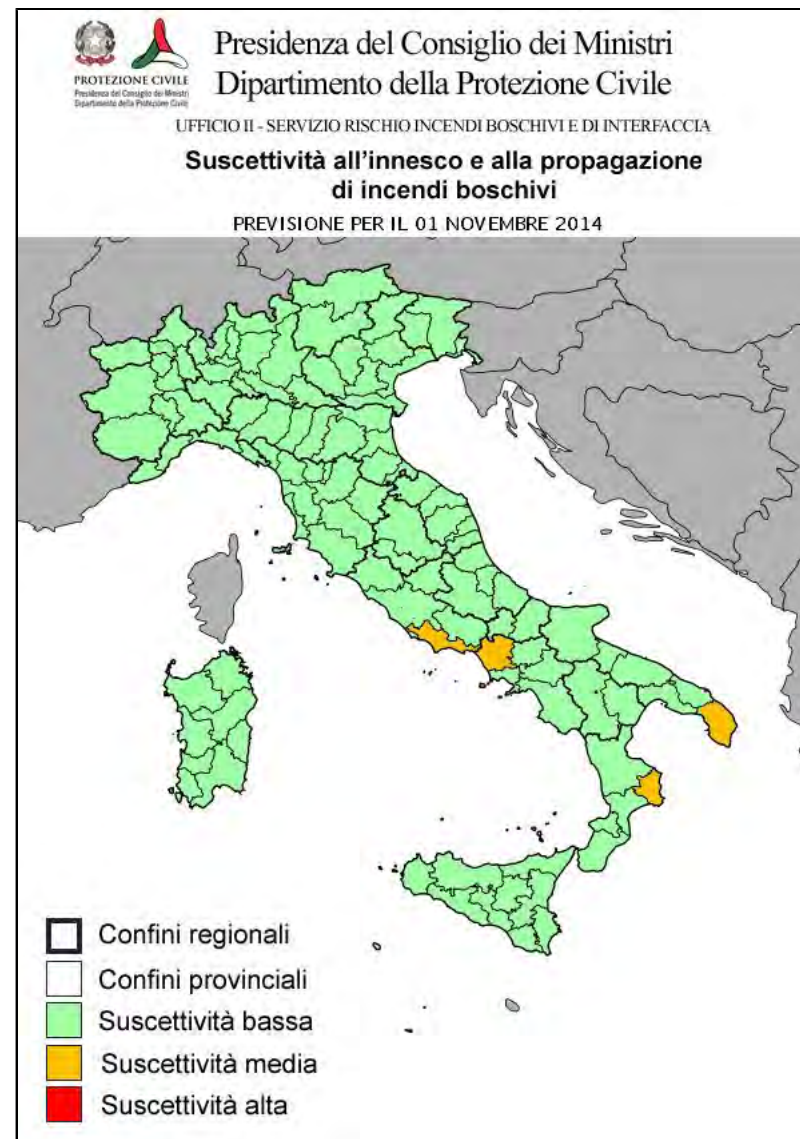 PROTEZIONE CIVILE
Presidenza del Consiglio dei Ministri
Dipartimento della Protezione Civile
Presidenza del Consiglio dei Ministri
Dipartimento della Protezione Civile
UFFICIO II - SERVIZIO RISCHIO INCENDI BOSCHIVI E DI INTERFACCIA
Suscettività all'innesco e alla propagazione
di incendi boschivi
PREVISIONE PER IL 01 NOVEMBRE 2014
Confini regionali
Confini provinciali
Suscettività bassa
Suscettività media
Suscettività alta